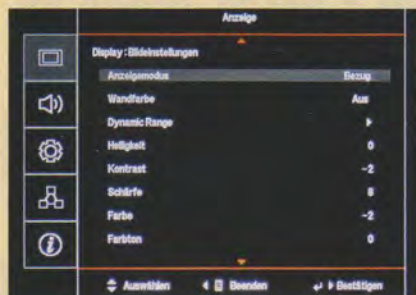 Anzeige
Display : Bildeinstellungen
Anzeigemodus Bezug
Wandfarbe Aus
Dynamic Range
Helligkeit 0
Kontrast -2
Schärfe 8
Farbe -2
Farbton 0
Auswählen Beenden Bestätigen